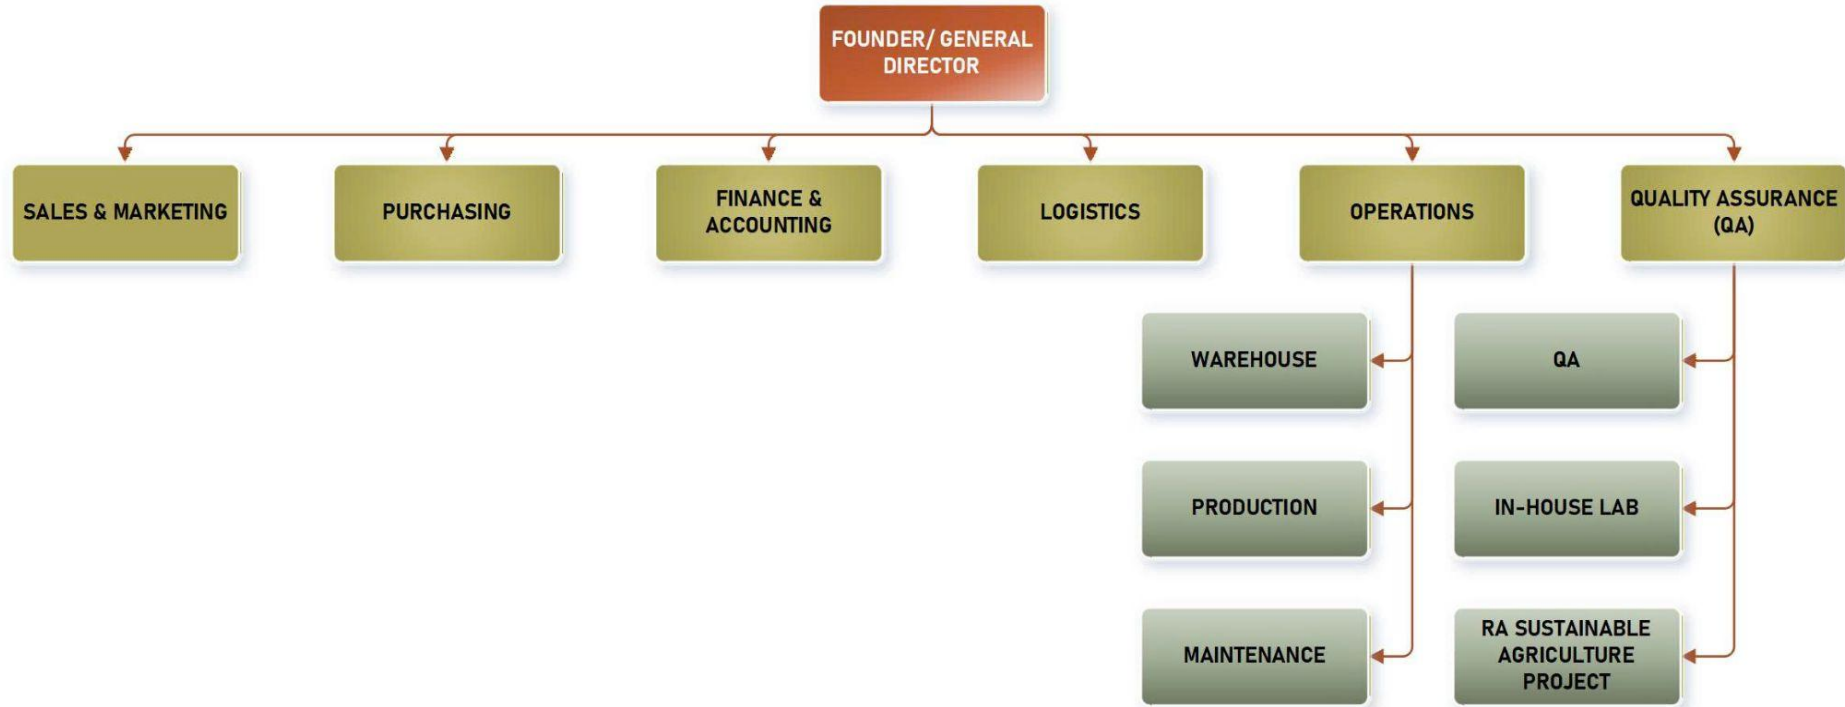 FOUNDER/ GENERAL
DIRECTOR
SALES & MARKETING
PURCHASING
FINANCE &
ACCOUNTING
LOGISTICS
OPERATIONS
QUALITY ASSURANCE
(QA)
WAREHOUSE
QA
PRODUCTION
IN-HOUSE LAB
MAINTENANCE
RA SUSTAINABLE
AGRICULTURE
PROJECT